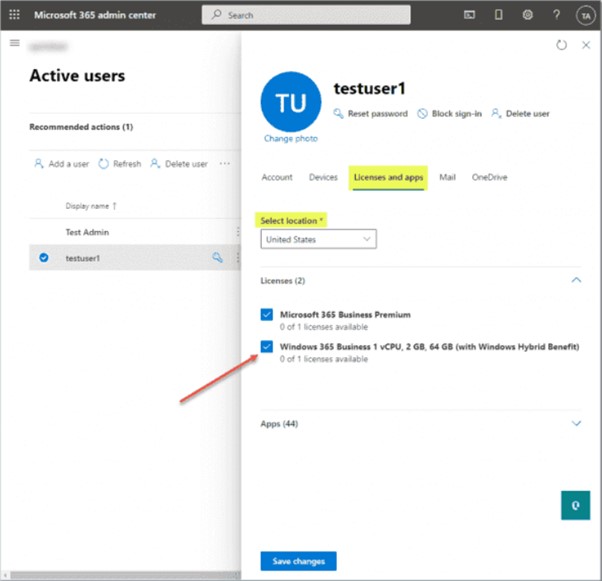 Microsoft 365 admin center
Search
?
TA
Active users
Recommended actions (1)
Add a user Refresh Delete user ...
Display name ↑
Test Admin
testuser1
TU
Change photo
testuser1
Reset password Block sign-in Delete user
Account Devices Licenses and apps Mail OneDrive
Select location *
United States
Licenses (2)
Microsoft 365 Business Premium
0 of 1 licenses available
Windows 365 Business 1 vCPU, 2 GB, 64 GB (with Windows Hybrid Benefit)
0 of 1 licenses available
Apps (44)
Save changes